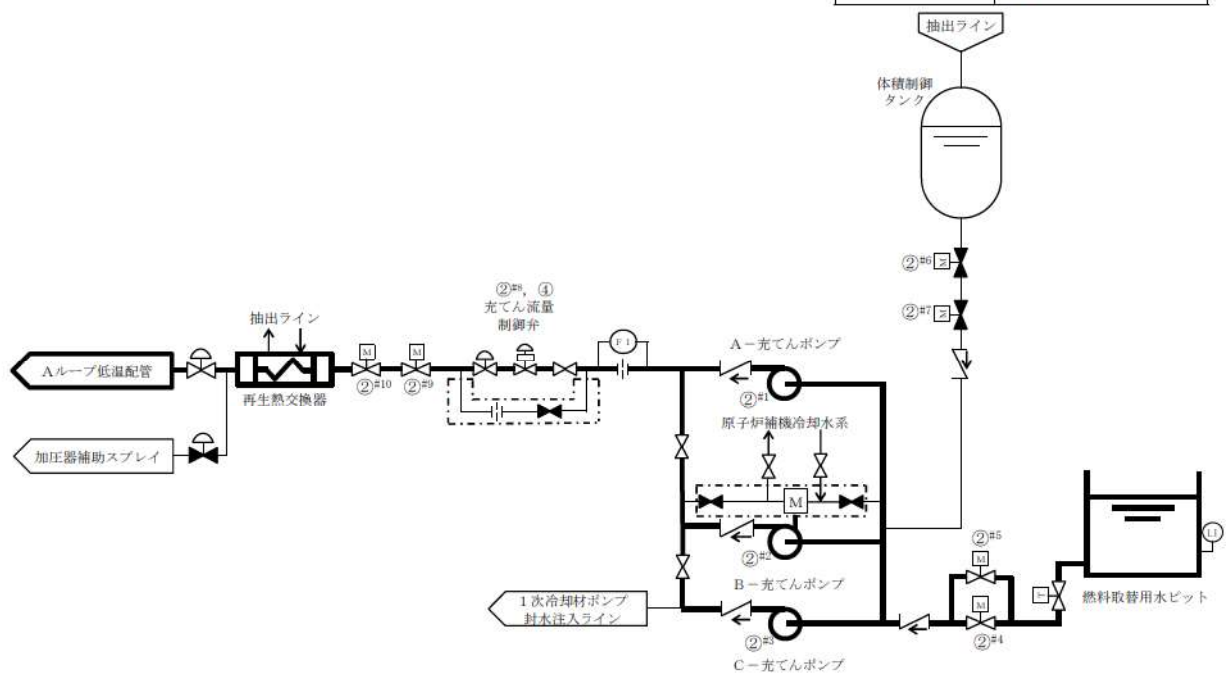 抽出ライン
体積制御
タンク
②#6 M
②#7 M
②#8, ④
充てん流量
制御弁
抽出ライン
M
M
F I
A－充てんポンプ
Aループ低温配管
②#10
②#9
②#1
再生熱交換器
原子炉補機冷却水系
加圧器補助スプレイ
M
②#5
M
LI
②#2
B－充てんポンプ
1次冷却材ポンプ
封水注入ライン
M
T
燃料取替用水ピット
②#3
②#4
C－充てんポンプ